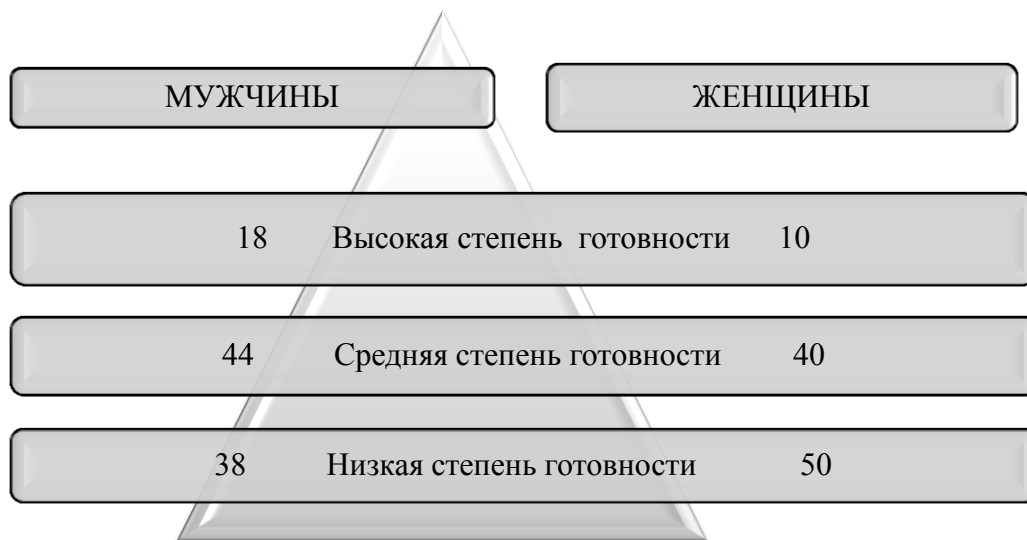 МУЖЧИНЫ ЖЕНЩИНЫ
18 Высокая степень готовности 10
44 Средняя степень готовности 40
38 Низкая степень готовности 50